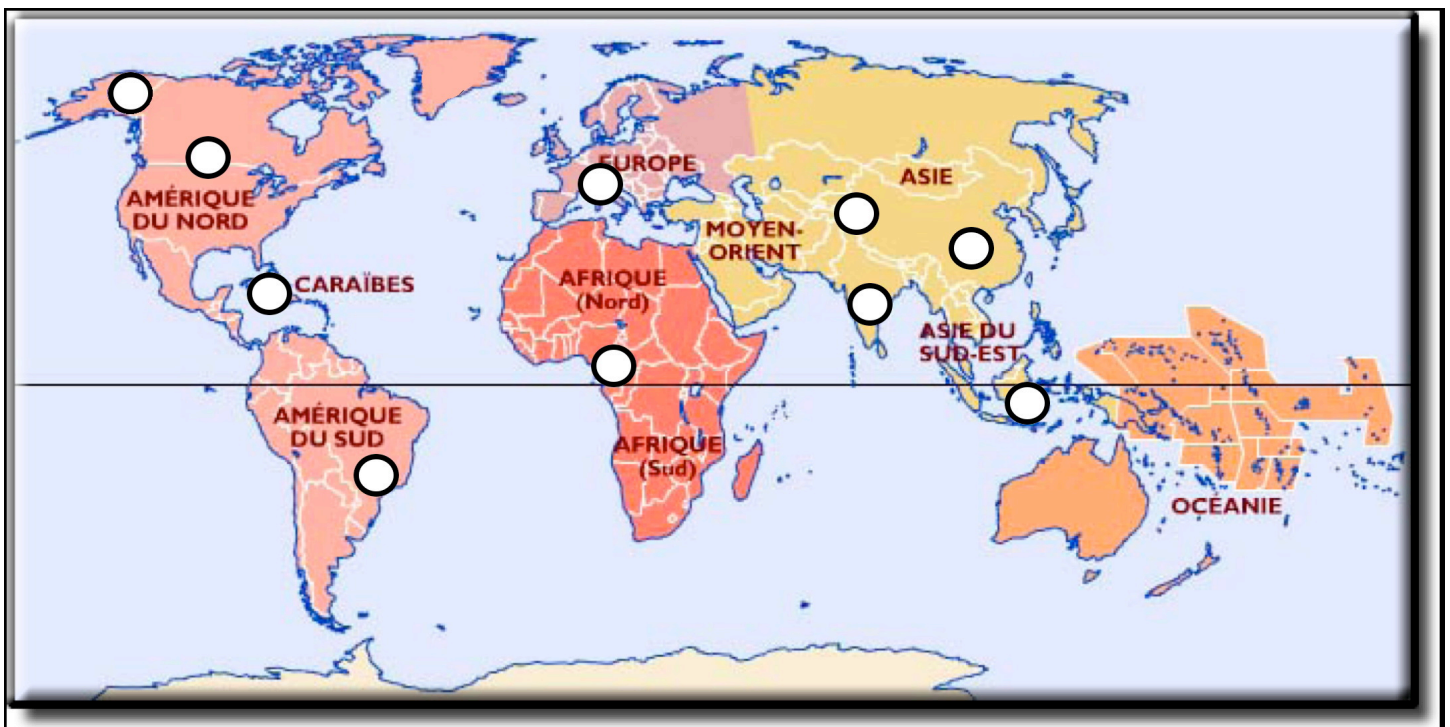 EUROPE
ASIE
AMÉRIQUE
DU NORD
MOYEN-
ORIENT
CARAÏBES
AFRIQUE
(Nord)
ASIE DU
SUD-EST
AMÉRIQUE
DU SUD
AFRIQUE
(Sud)
OCÉANIE